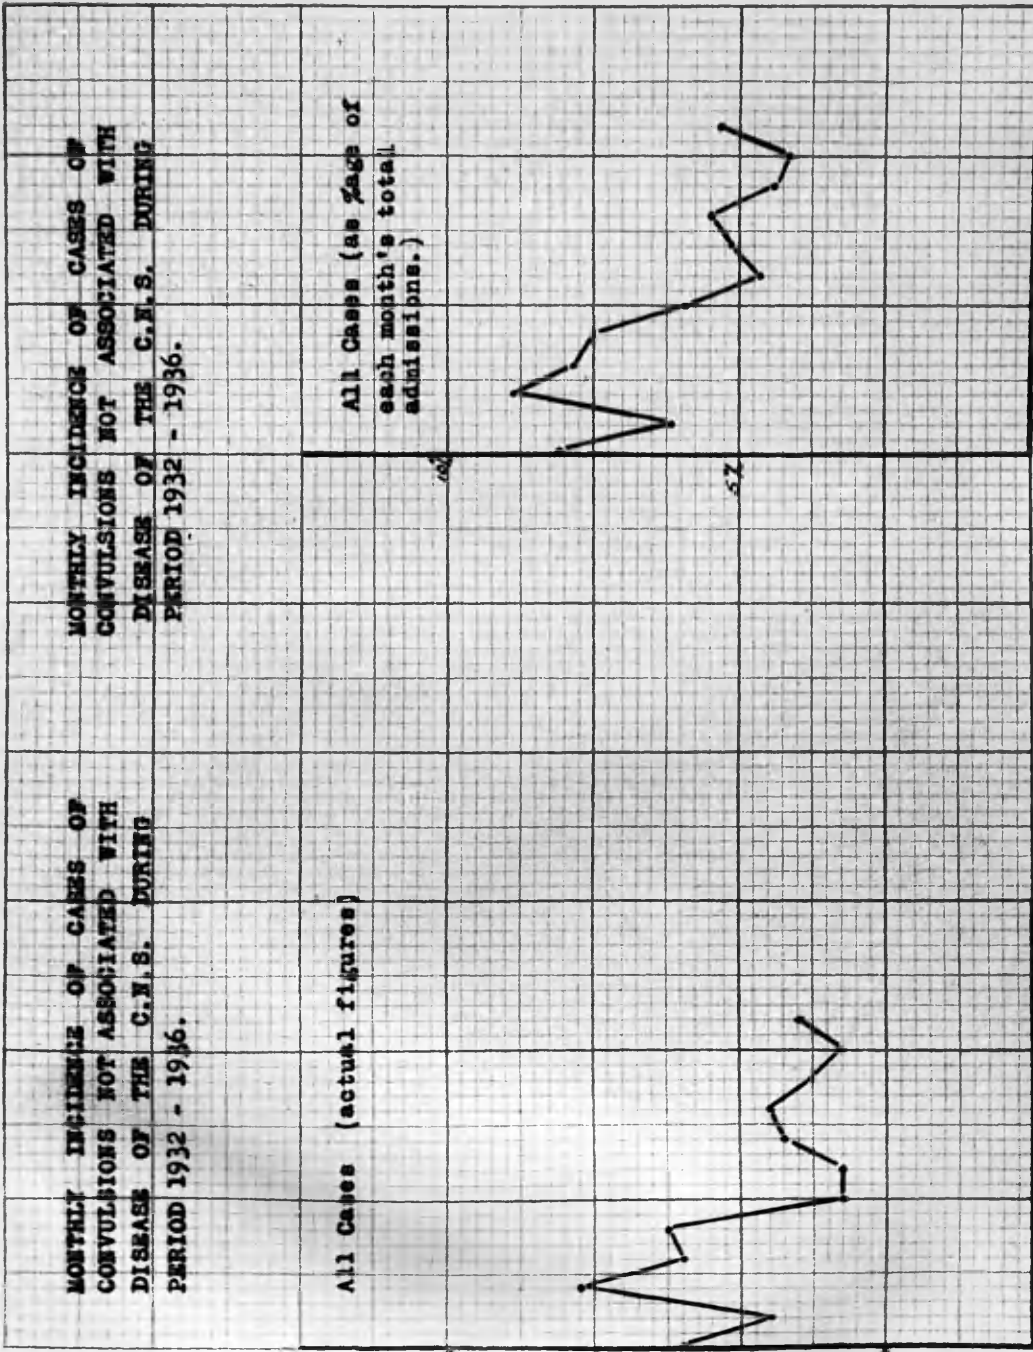 MONTHLY INCIDENCE OF CASES OF
CONVULSIONS NOT ASSOCIATED WITH
DISEASE OF THE C.N.S. DURING
PERIOD 1932 - 1936.
All Cases (actual figures)
MONTHLY INCIDENCE OF CASES OF
CONVULSIONS NOT ASSOCIATED WITH
DISEASE OF THE C.N.S. DURING
PERIOD 1932 - 1936.
All Cases (as %age of
each month's total
admissions.)
10%
5%